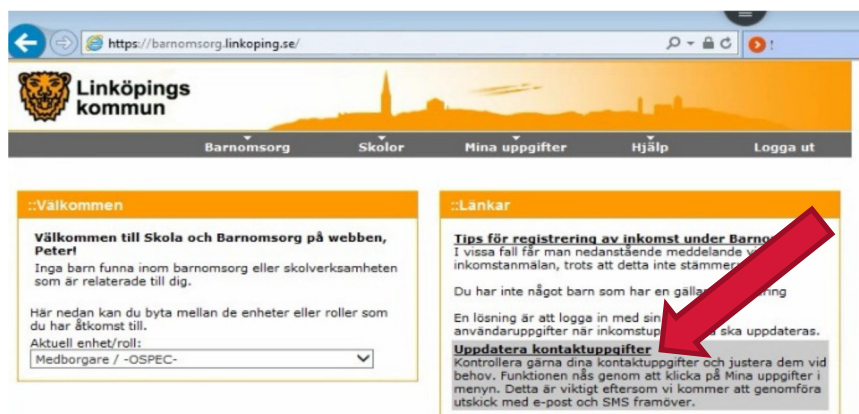 https://barnomsorg.linkoping.se/
Linköpings
kommun
Barnomsorg Skolor Mina uppgifter Hjälp Logga ut
::Välkommen
Välkommen till Skola och Barnomsorg på webben,
Peter!
Inga barn funna inom barnomsorg eller skolverksamheten
som är relaterade till dig.
Här nedan kan du byta mellan de enheter eller roller som
du har åtkomst till.
Aktuell enhet/roll:
Medborgare / -OSPEC-
::Länkar
Tips för registrering av inkomst under
I vissa fall får man nedanstående meddelande
inkomstanmälan, trots att detta inte
Du har inte något barn som har en
En lösning är att logga in med
användaruppgifter när ska uppdateras.
Uppdatera kontaktuppgifter
Kontrollera gärna dina kontaktuppgifter och justera dem vid
behov. Funktionen nås genom att klicka på Mina uppgifter i
menyn. Detta är viktigt eftersom vi kommer att genomföra
utskick med e-post och SMS framöver.